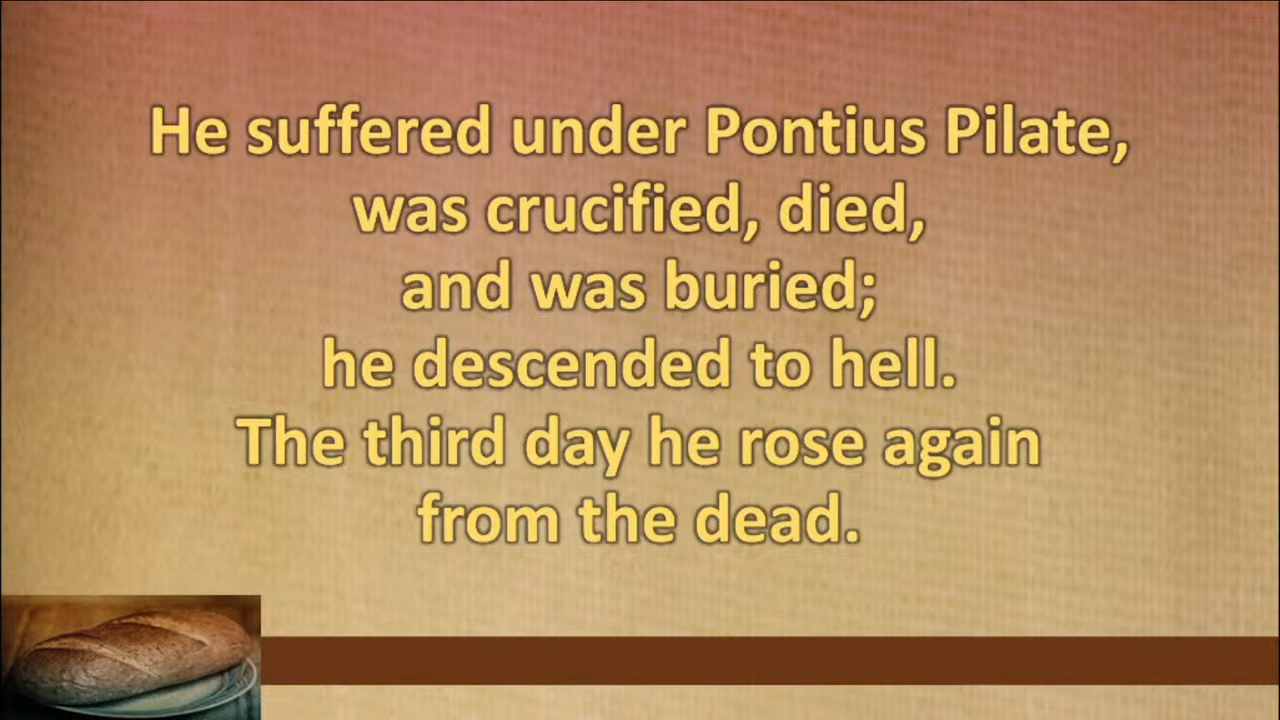 He suffered under Pontius Pilate,
was crucified, died,
and was buried;
he descended to hell.
The third day he rose again
from the dead.